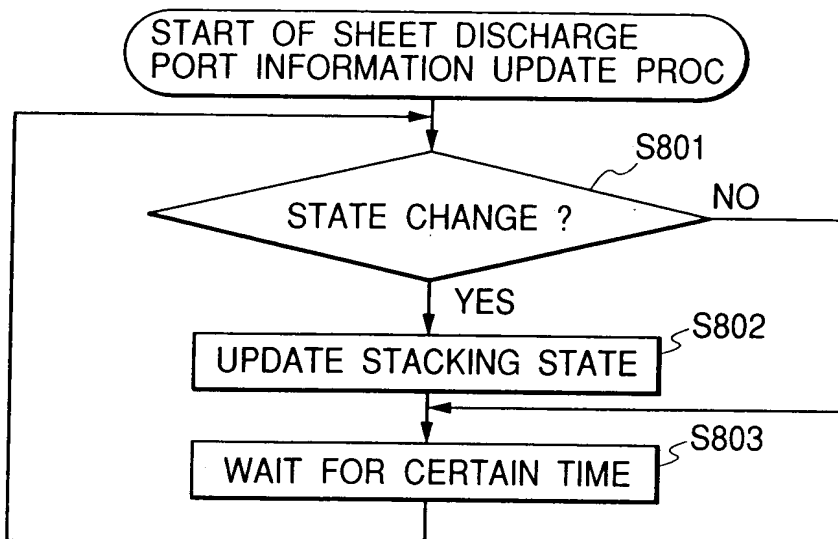 START OF SHEET DISCHARGE
PORT INFORMATION UPDATE PROC
S801
STATE CHANGE ?
NO
YES
S802
UPDATE STACKING STATE
S803
WAIT FOR CERTAIN TIME